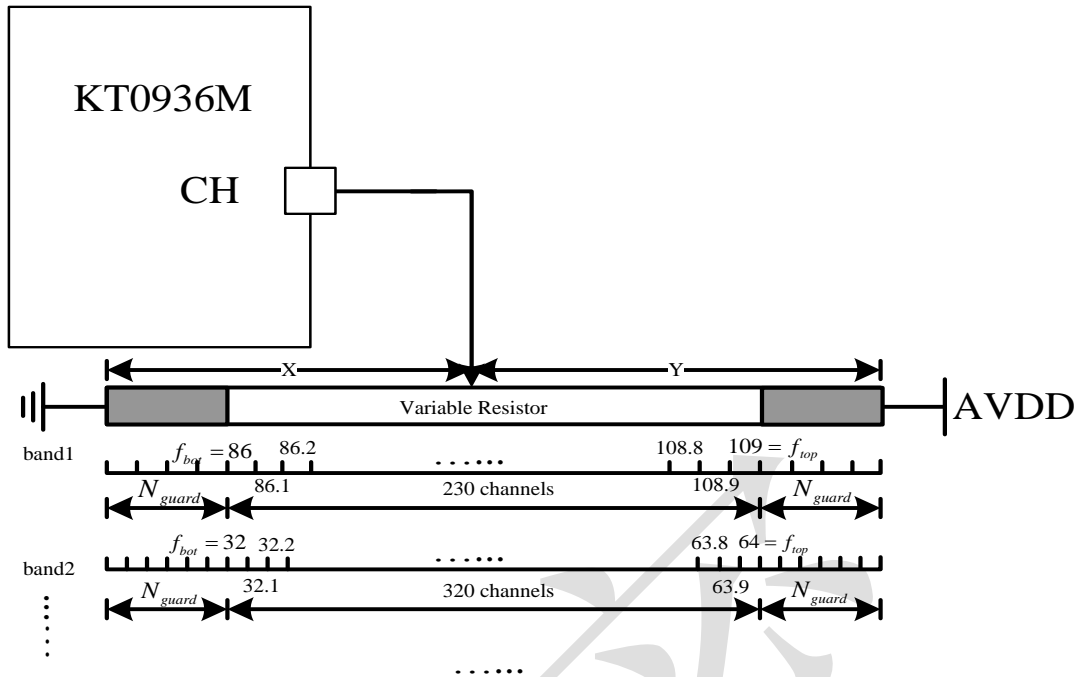 KT0936M
CH
X
Y
Variable Resistor
AVDD
band1
f_bot = 86
86.2
108.8
109 = f_top
86.1
108.9
N_guard
230 channels
N_guard
band2
f_bot = 32
32.2
63.8
64 = f_top
32.1
63.9
N_guard
320 channels
N_guard